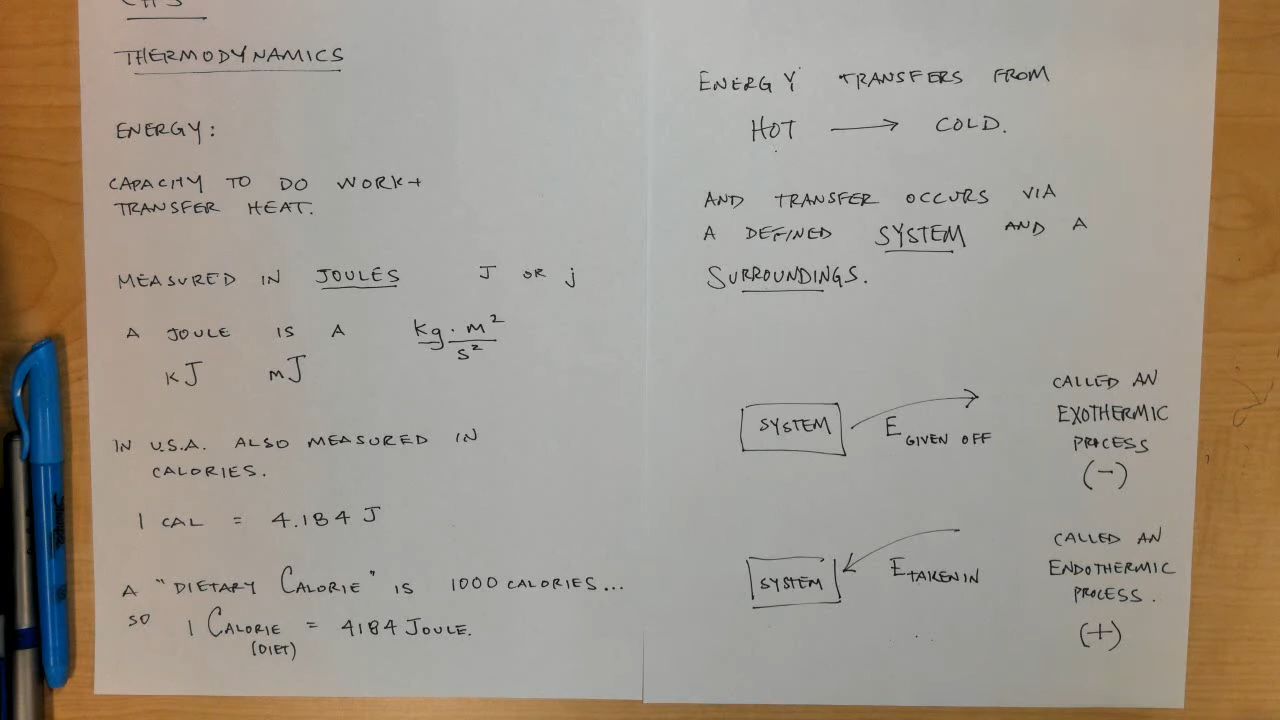 CH 5
THERMODYNAMICS
ENERGY:
CAPACITY TO DO WORK +
TRANSFER HEAT.
MEASURED IN JOULES J OR j
A JOULE IS A kg·m²/s²
kJ mJ
IN U.S.A. ALSO MEASURED IN
CALORIES.
1 CAL = 4.184 J
A "DIETARY CALORIE" IS 1000 CALORIES...
SO 1 CALORIE = 4184 JOULE.
(DIET)
ENERGY TRANSFERS FROM
HOT → COLD.
AND TRANSFER OCCURS VIA
A DEFINED SYSTEM AND A
SURROUNDINGS.
SYSTEM E GIVEN OFF
CALLED AN
EXOTHERMIC
PROCESS
(-)
SYSTEM E TAKEN IN
CALLED AN
ENDOTHERMIC
PROCESS.
(+)